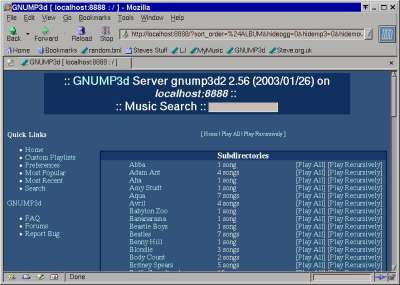 GNUMP3d [ localhost:8888 : / ] - Mozilla
File Edit View Go Bookmarks Tools Window Help
Back Forward Reload Stop http://localhost:8888/?sort_order=%24ALBUM&hideogg=0&hidemp3=0&hidemov
Home Bookmarks random.bml Steves Stuff LJ MyMusic GNUMP3d Steve.org.uk
GNUMP3d [ localhost:8888 : / ]
:: GNUMP3d Server gnump3d2 2.56 (2003/01/26) on
localhost:8888 ::
:: Music Search ::
Quick Links
[ Home | Play All | Play Recursively ]
Home
Custom Playlists
Preferences
Most Popular
Most Recent
Search
GNUMP3d
FAQ
Forums
Report Bug
Subdirectories
Abba 1 song [Play All] [Play Recursively]
Adam Ant 4 songs [Play All] [Play Recursively]
Aha 1 song [Play All] [Play Recursively]
Amy Studt 1 song [Play All] [Play Recursively]
Aqua 7 songs [Play All] [Play Recursively]
Avril 4 songs [Play All] [Play Recursively]
Babylon Zoo 1 song [Play All] [Play Recursively]
Bananarama 1 song [Play All] [Play Recursively]
Beastie Boys 1 song [Play All] [Play Recursively]
Beatles 7 songs [Play All] [Play Recursively]
Benny Hill 1 song [Play All] [Play Recursively]
Blondie 3 songs [Play All] [Play Recursively]
Body Count 2 songs [Play All] [Play Recursively]
Britney Spears 5 songs [Play All] [Play Recursively]
Done